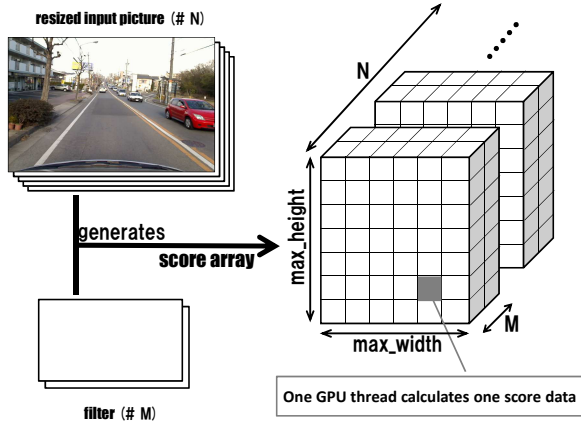 resized input picture (# N)
N
generates
score array
max_height
M
max_width
One GPU thread calculates one score data
filter (# M)